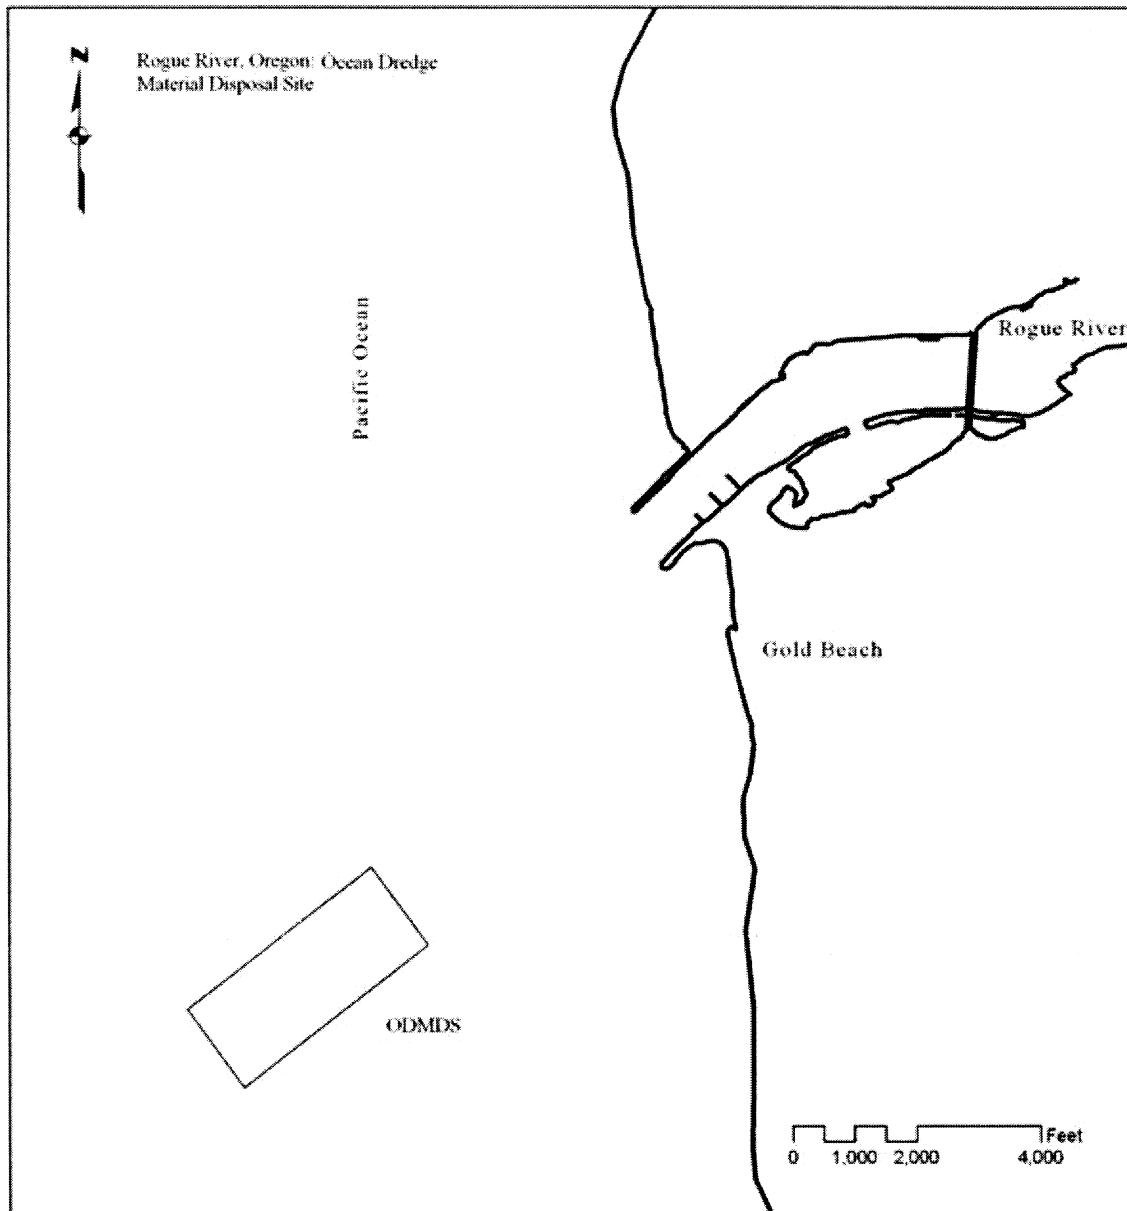 N
Rogue River, Oregon: Ocean Dredge
Material Disposal Site
Pacific Ocean
Rogue River
Gold Beach
ODMDS
Feet
0 1,000 2,000 4,000